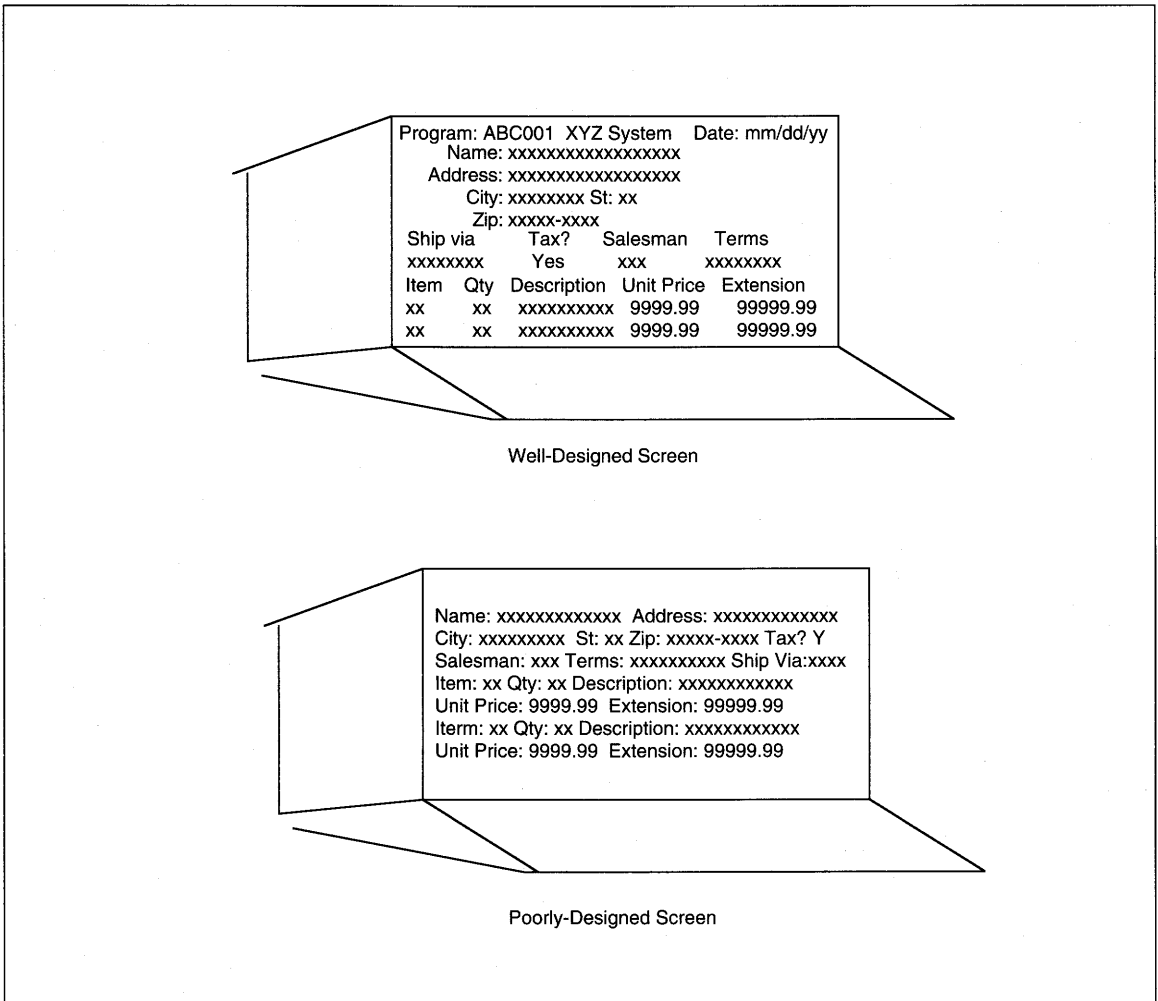 Program: ABC001 XYZ System Date: mm/dd/yy
Name: xxxxxxxxxxxxxxxxxx
Address: xxxxxxxxxxxxxxxxxx
City: xxxxxxxx St: xx
Zip: xxxxx-xxxx
Ship via Tax? Salesman Terms
xxxxxxxx Yes xxx xxxxxxxx
Item Qty Description Unit Price Extension
xx xx xxxxxxxxxx 9999.99 99999.99
xx xx xxxxxxxxxx 9999.99 99999.99
Well-Designed Screen
Name: xxxxxxxxxxxxx Address: xxxxxxxxxxxxx
City: xxxxxxxxx St: xx Zip: xxxxx-xxxx Tax? Y
Salesman: xxx Terms: xxxxxxxxxx Ship Via:xxxx
Item: xx Qty: xx Description: xxxxxxxxxxxx
Unit Price: 9999.99 Extension: 99999.99
Iterm: xx Qty: xx Description: xxxxxxxxxxxx
Unit Price: 9999.99 Extension: 99999.99
Poorly-Designed Screen